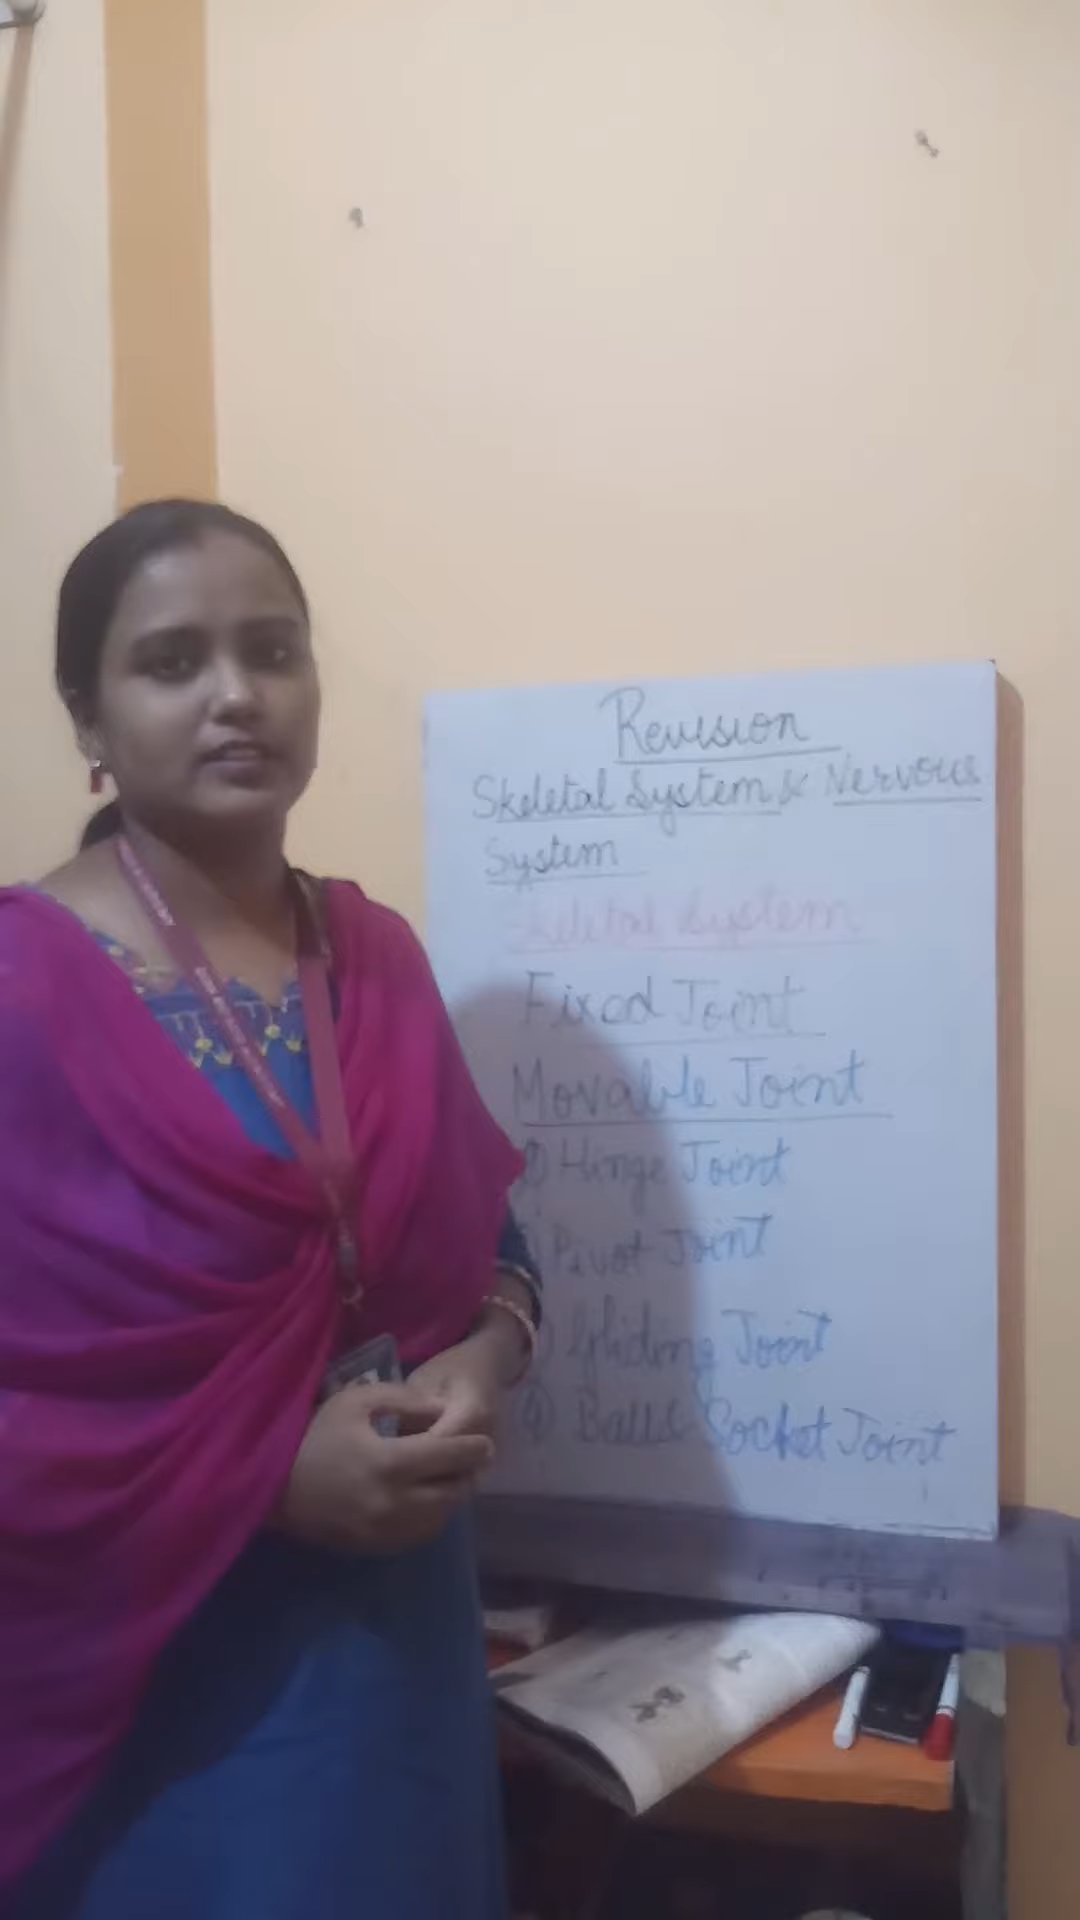 Revision
Skeletal System & Nervous
System
Skeletal System
Fixed Joint
Movable Joint
Hinge Joint
Pivot Joint
Gliding Joint
④ Ball & Socket Joint